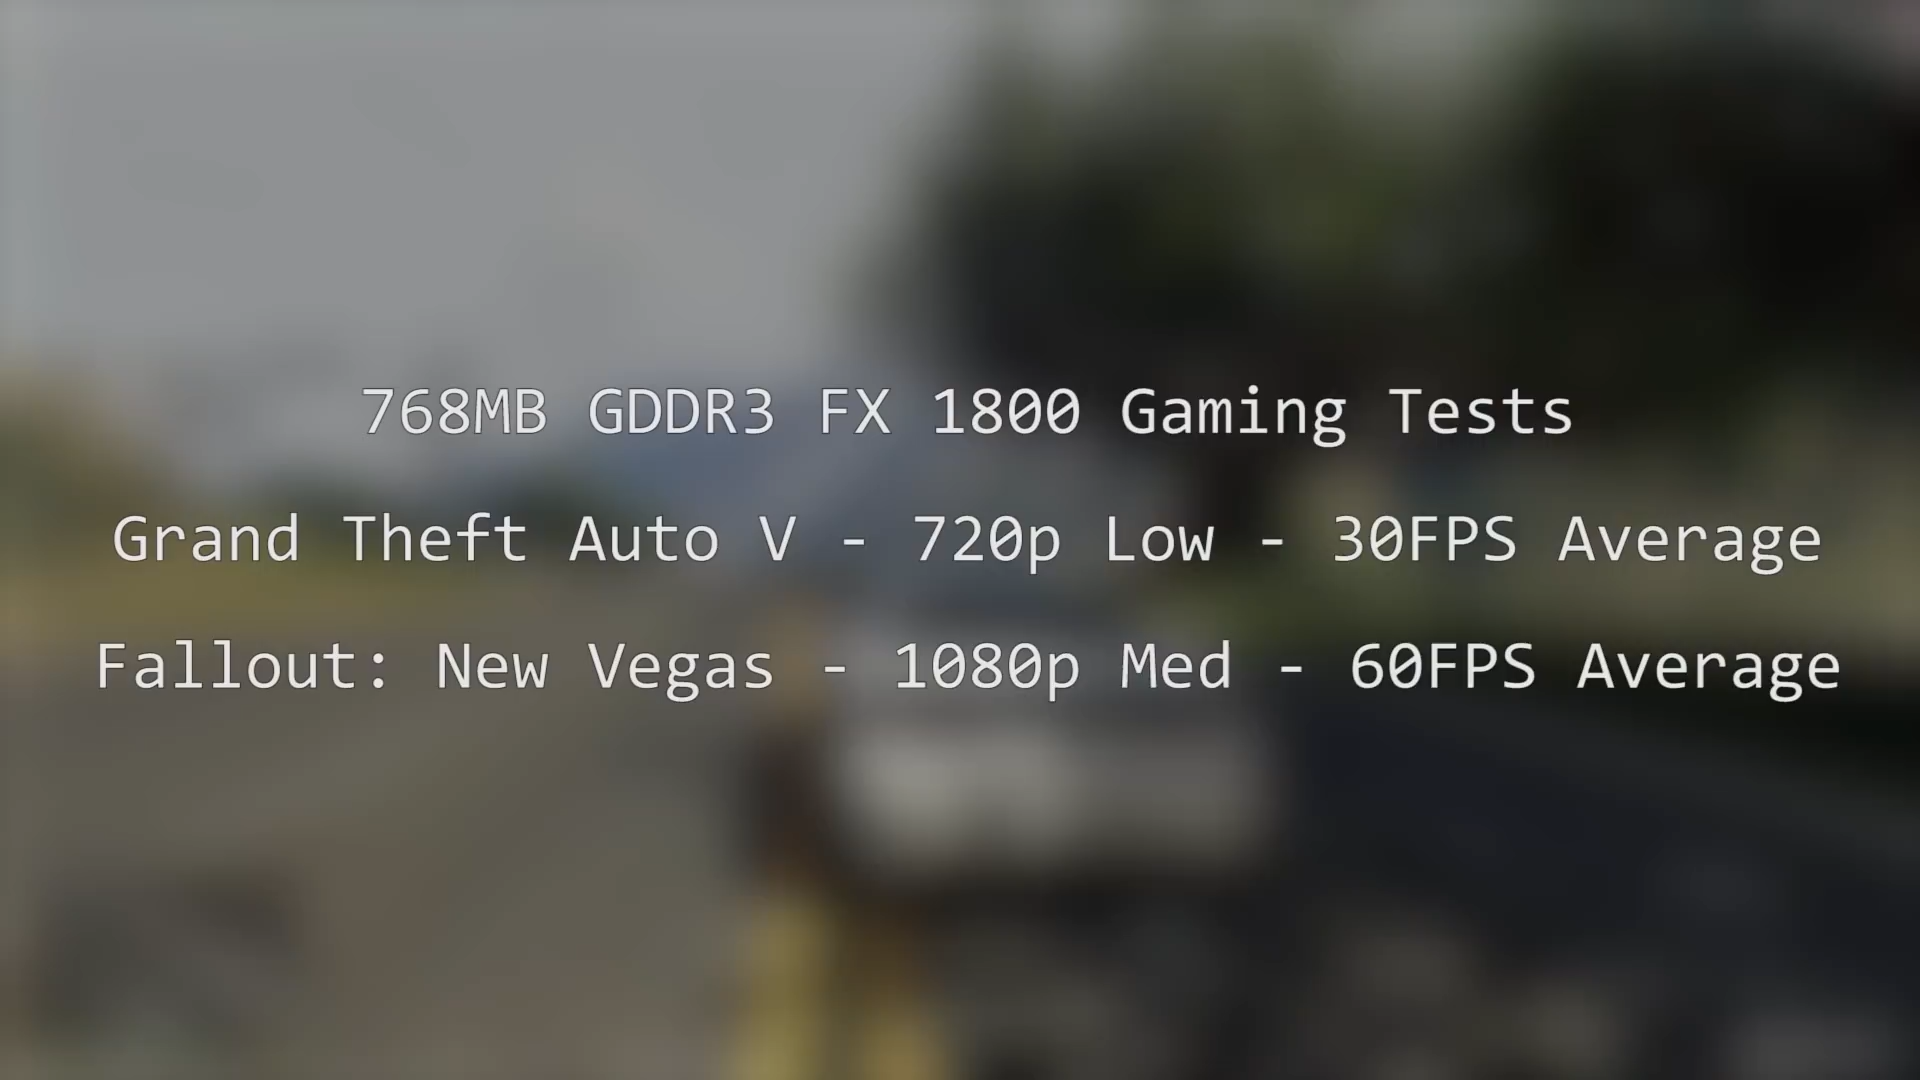 768MB GDDR3 FX 1800 Gaming Tests
Grand Theft Auto V - 720p Low - 30FPS Average
Fallout: New Vegas - 1080p Med - 60FPS Average